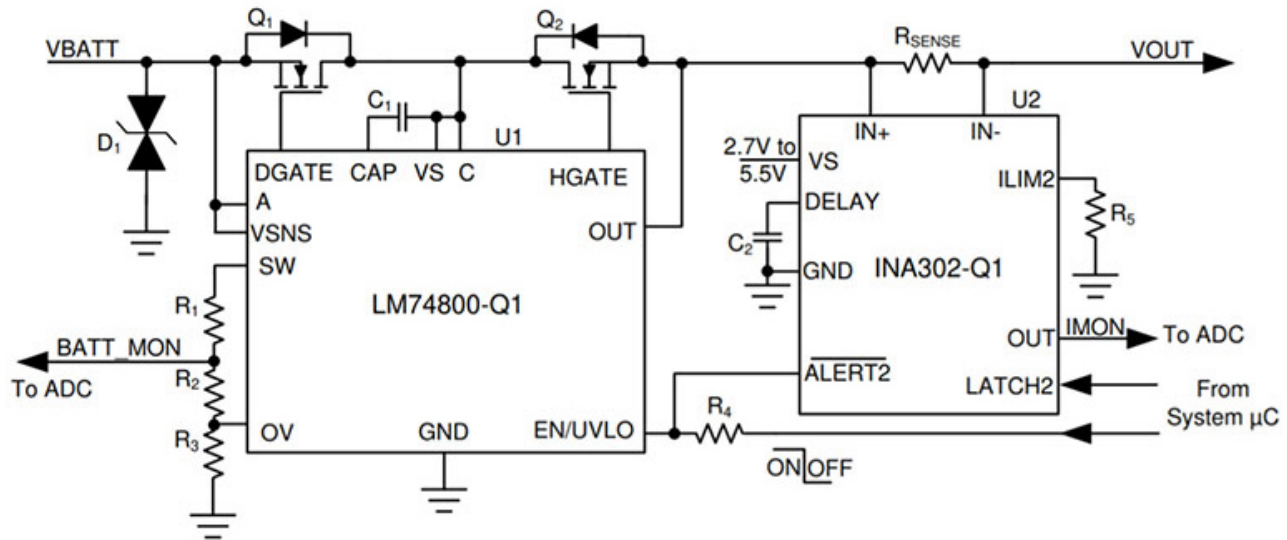 Q1
Q2
VBATT
RSENSE
VOUT
D1
C1
U1
U2
DGATE CAP VS C HGATE
IN+ IN-
2.7V to
5.5V
VS
ILIM2
A
VSNS
OUT
DELAY
R5
SW
C2
GND
INA302-Q1
LM74800-Q1
R1
BATT_MON
To ADC
OUT
IMON
To ADC
R2
ALERT2
LATCH2
From
System µC
R3
OV
GND
EN/UVLO
R4
ON OFF